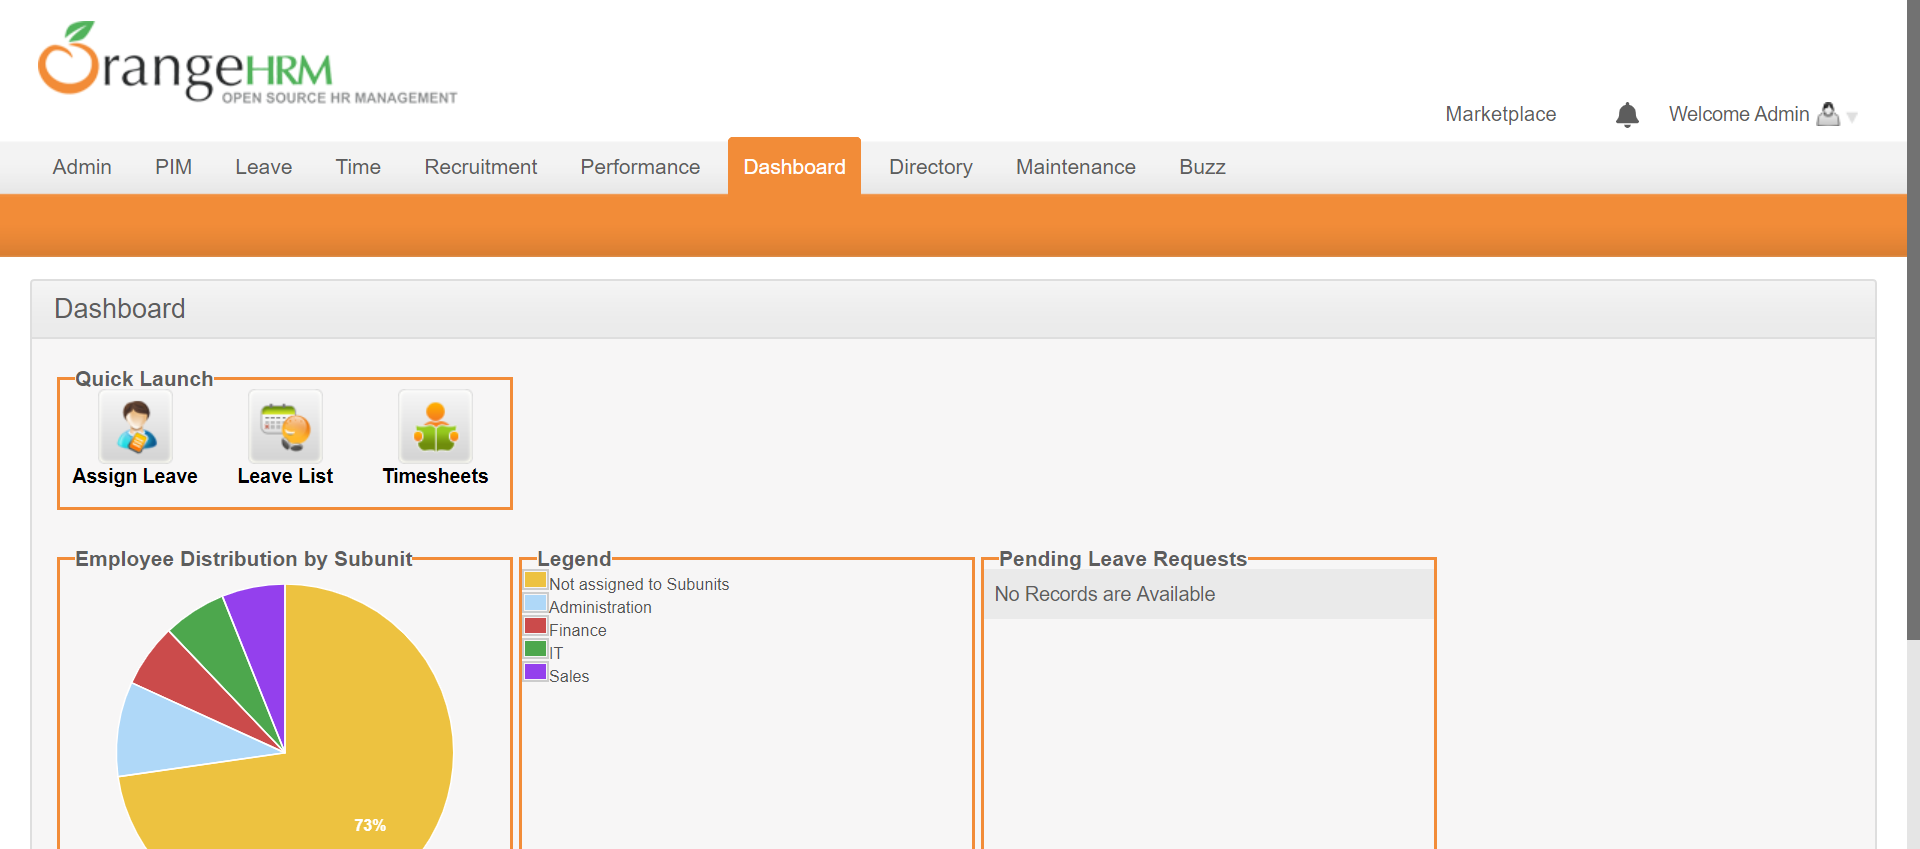 OrangeHRM
OPEN SOURCE HR MANAGEMENT
Marketplace
Welcome Admin
Admin
PIM
Leave
Time
Recruitment
Performance
Dashboard
Directory
Maintenance
Buzz
Dashboard
Quick Launch
Assign Leave
Leave List
Timesheets
Employee Distribution by Subunit
73%
Legend
Not assigned to Subunits
Administration
Finance
IT
Sales
Pending Leave Requests
No Records are Available